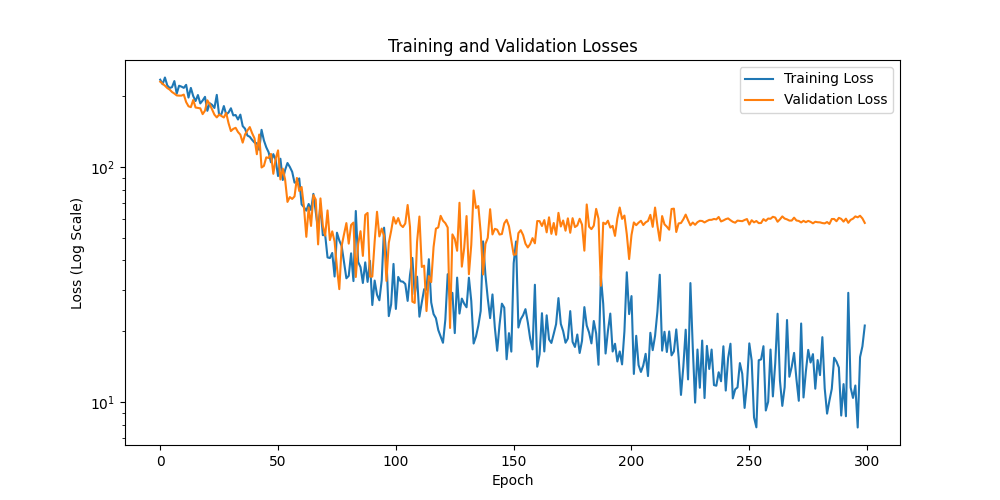 Training and Validation Losses
Training Loss
Validation Loss
Loss (Log Scale)
10²
10¹
0 50 100 150 200 250 300
Epoch